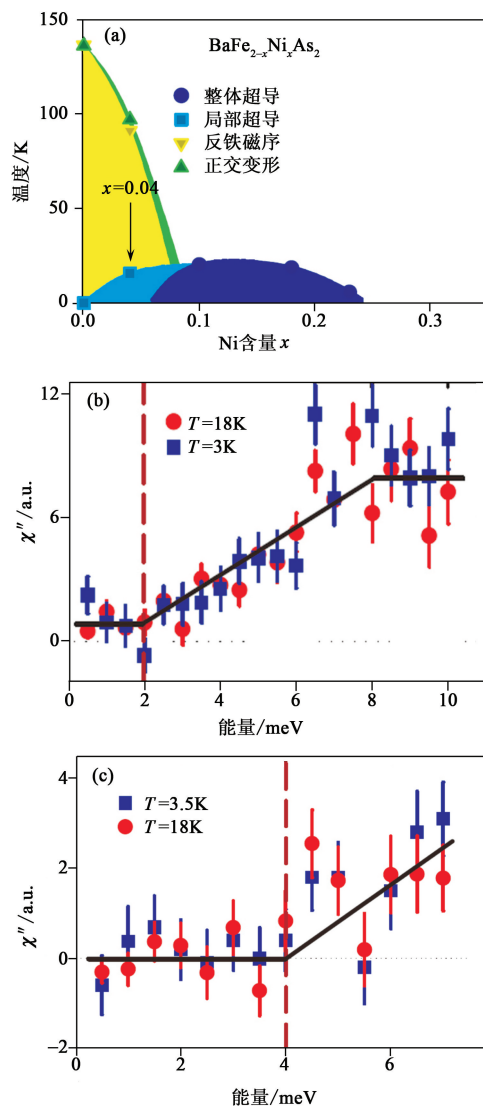 (a)
BaFe₂₋ₓNiₓAs₂
整体超导
局部超导
反铁磁序
正交变形
x=0.04
温度/K
150
100
50
0
0.0 0.1 0.2 0.3
Ni含量 x
(b)
T=18K
T=3K
χ″/a.u.
12
6
0
0 2 4 6 8 10
能量/meV
(c)
T=3.5K
T=18K
χ″/a.u.
4
2
0
−2
0 2 4 6
能量/meV